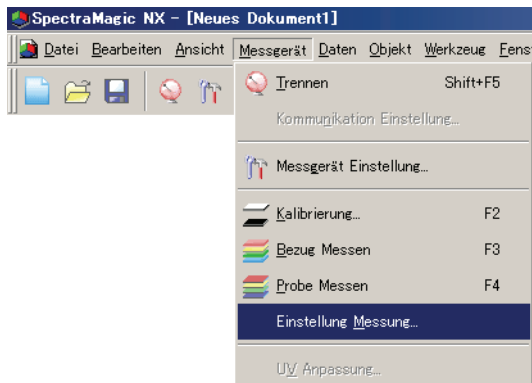 SpectraMagic NX - [Neues Dokument1]
Datei Bearbeiten Ansicht Messgerät Daten Objekt Werkzeug Fens
Trennen Shift+F5
Kommunikation Einstellung...
Messgerät Einstellung...
Kalibrierung... F2
Bezug Messen F3
Probe Messen F4
Einstellung Messung...
UV Anpassung...